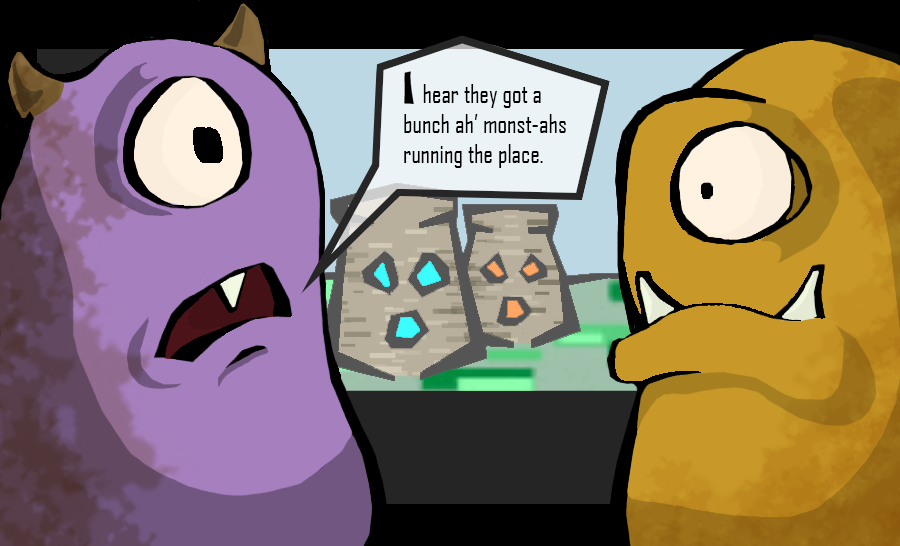 I hear they got a
bunch ah' monst-ahs
running the place.